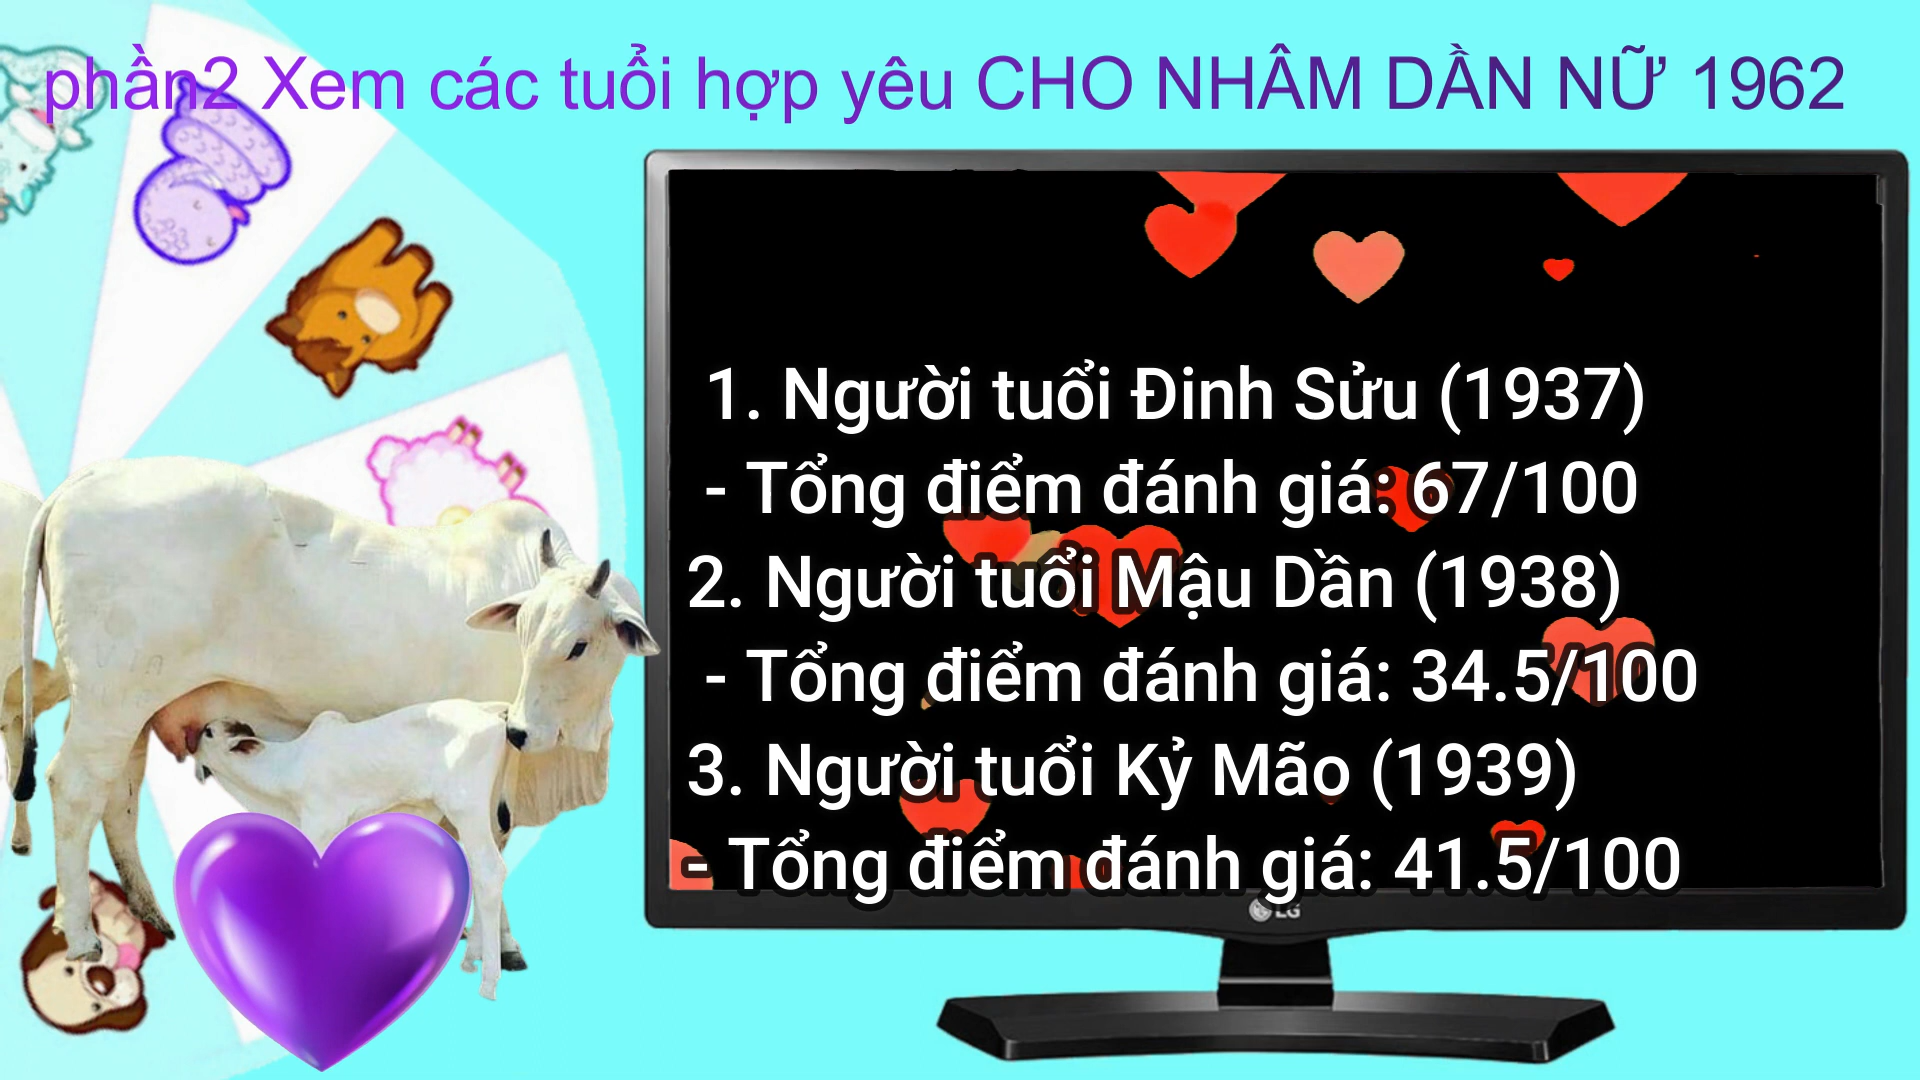 phần2 Xem các tuổi hợp yêu CHO NHÂM DẦN NỮ 1962
1. Người tuổi Đinh Sửu (1937)
- Tổng điểm đánh giá: 67/100
2. Người tuổi Mậu Dần (1938)
- Tổng điểm đánh giá: 34.5/100
3. Người tuổi Kỷ Mão (1939)
- Tổng điểm đánh giá: 41.5/100
LG